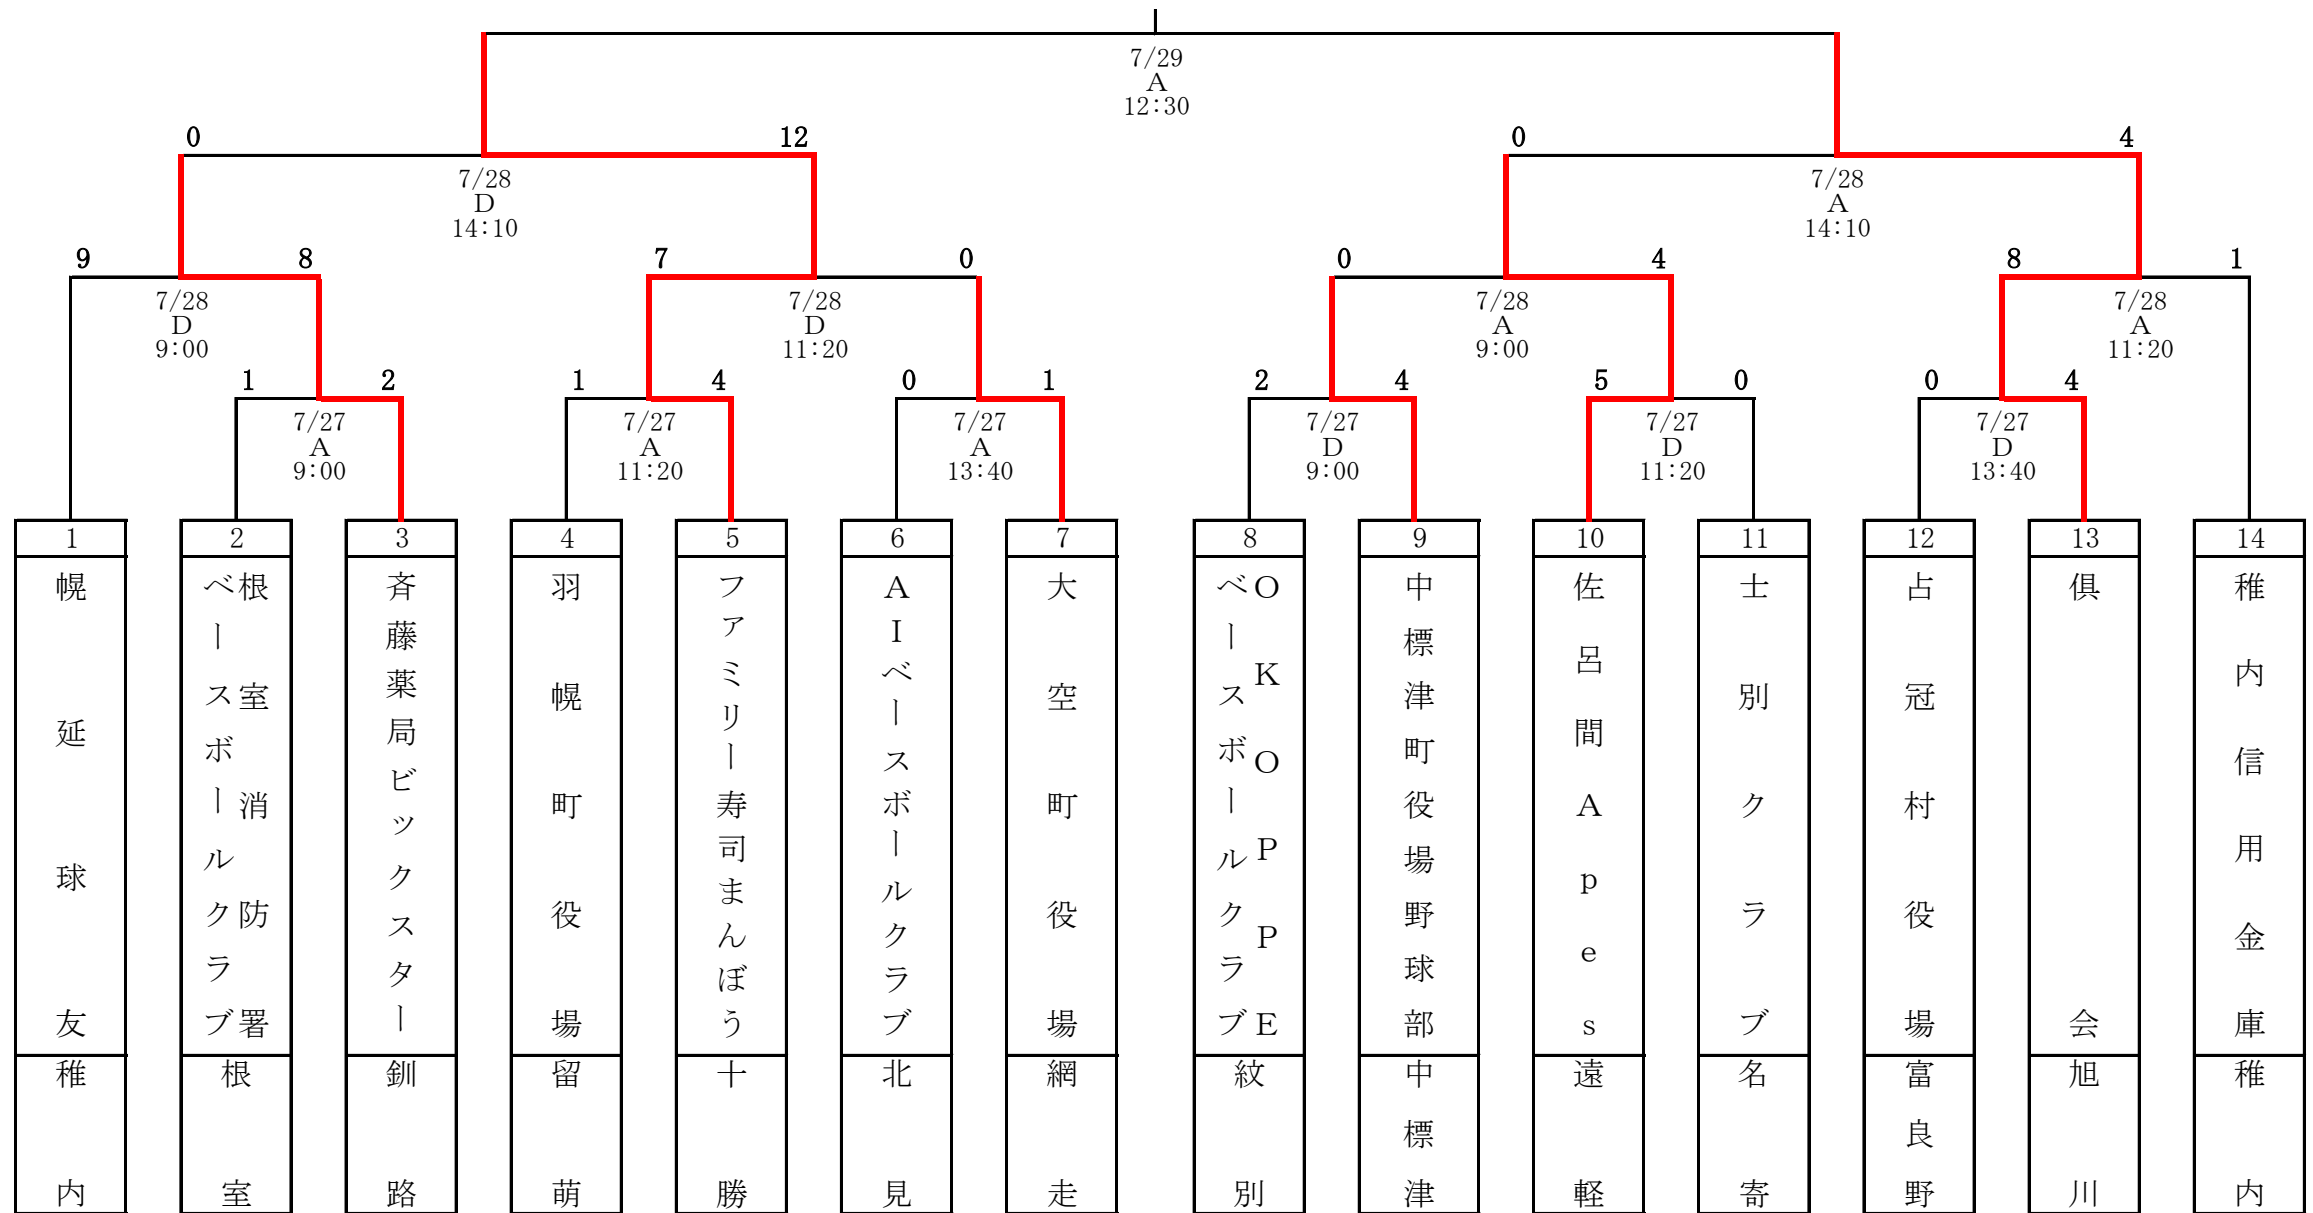 7/29
A
12:30
0 12 0 4
7/28
D
14:10
7/28
A
14:10
9 8 7 0 0 4 8 1
7/28
D
9:00
7/28
D
11:20
7/28
A
9:00
7/28
A
11:20
1 2 1 4 0 1 2 4 5 0 0 4
7/27
A
9:00
7/27
A
11:20
7/27
A
13:40
7/27
D
9:00
7/27
D
11:20
7/27
D
13:40
1
幌延球友
稚内
2
根室消防署
ベースボールクラブ
根室
3
斉藤薬局ビックスター
釧路
4
羽幌町役場
留萌
5
ファミリー寿司まんぼう
十勝
6
AIベースボールクラブ
北見
7
大空町役場
網走
8
OKOPPE
ベースボールクラブ
紋別
9
中標津町役場野球部
中標津
10
佐呂間Apes
遠軽
11
士別クラブ
名寄
12
占冠村役場
富良野
13
倶会
旭川
14
稚内信用金庫
稚内